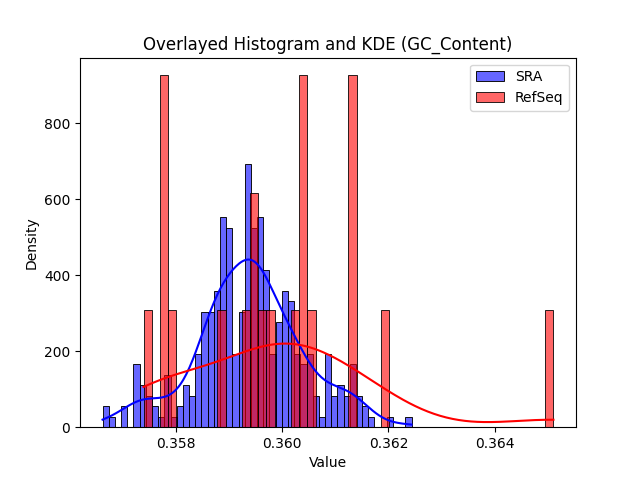 Overlayed Histogram and KDE (GC_Content)
SRA
RefSeq
Density
800
600
400
200
0
0.358 0.360 0.362 0.364
Value